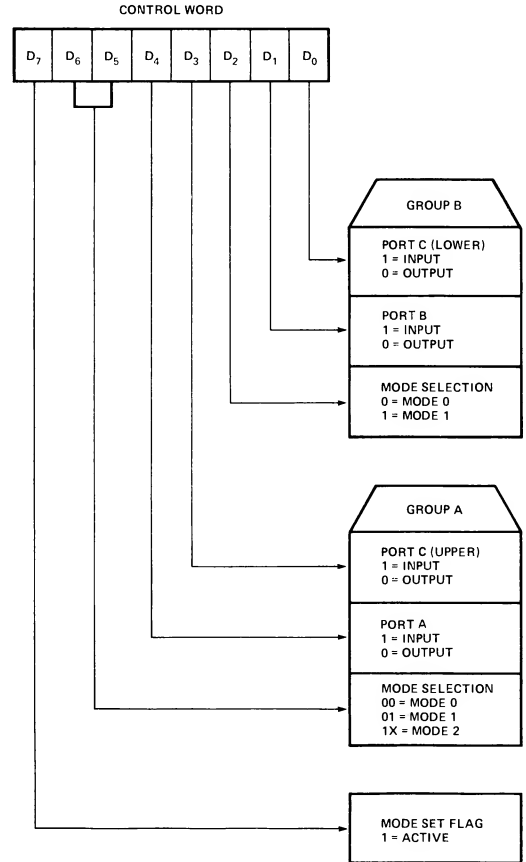 CONTROL WORD
D7 D6 D5 D4 D3 D2 D1 D0
GROUP B
PORT C (LOWER)
1 = INPUT
0 = OUTPUT
PORT B
1 = INPUT
0 = OUTPUT
MODE SELECTION
0 = MODE 0
1 = MODE 1
GROUP A
PORT C (UPPER)
1 = INPUT
0 = OUTPUT
PORT A
1 = INPUT
0 = OUTPUT
MODE SELECTION
00 = MODE 0
01 = MODE 1
1X = MODE 2
MODE SET FLAG
1 = ACTIVE